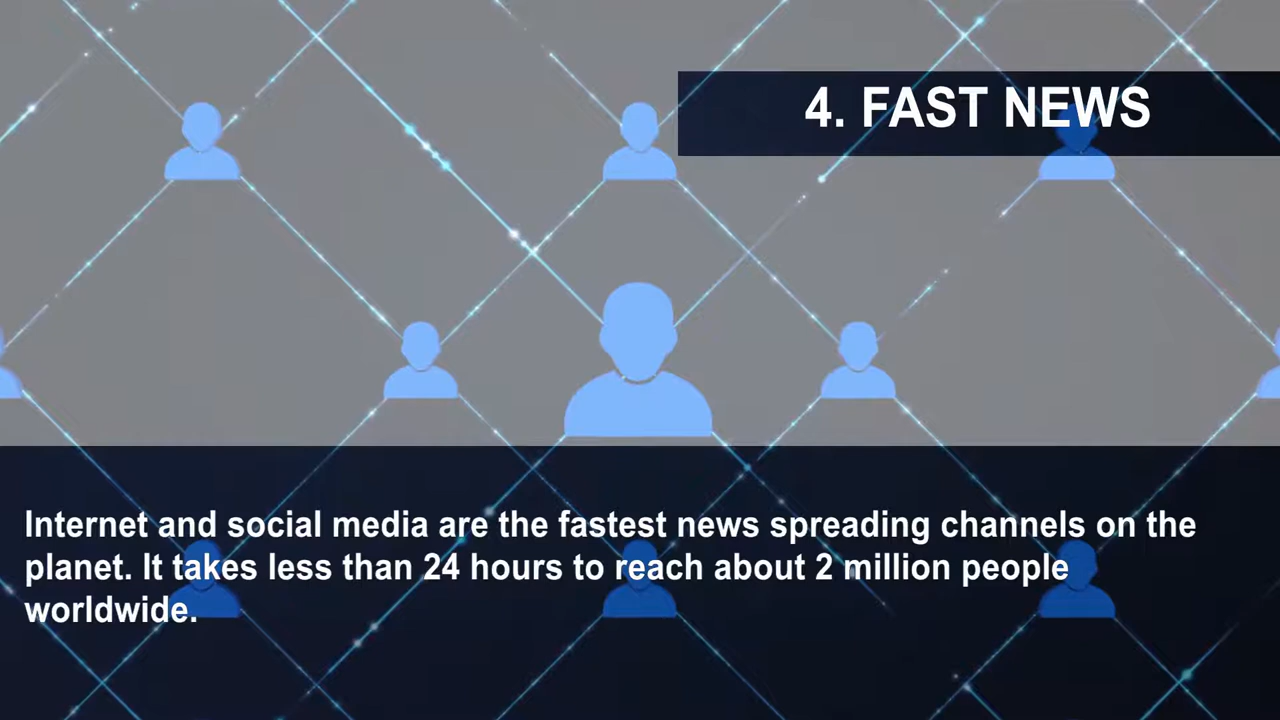 4. FAST NEWS
Internet and social media are the fastest news spreading channels on the
planet. It takes less than 24 hours to reach about 2 million people
worldwide.